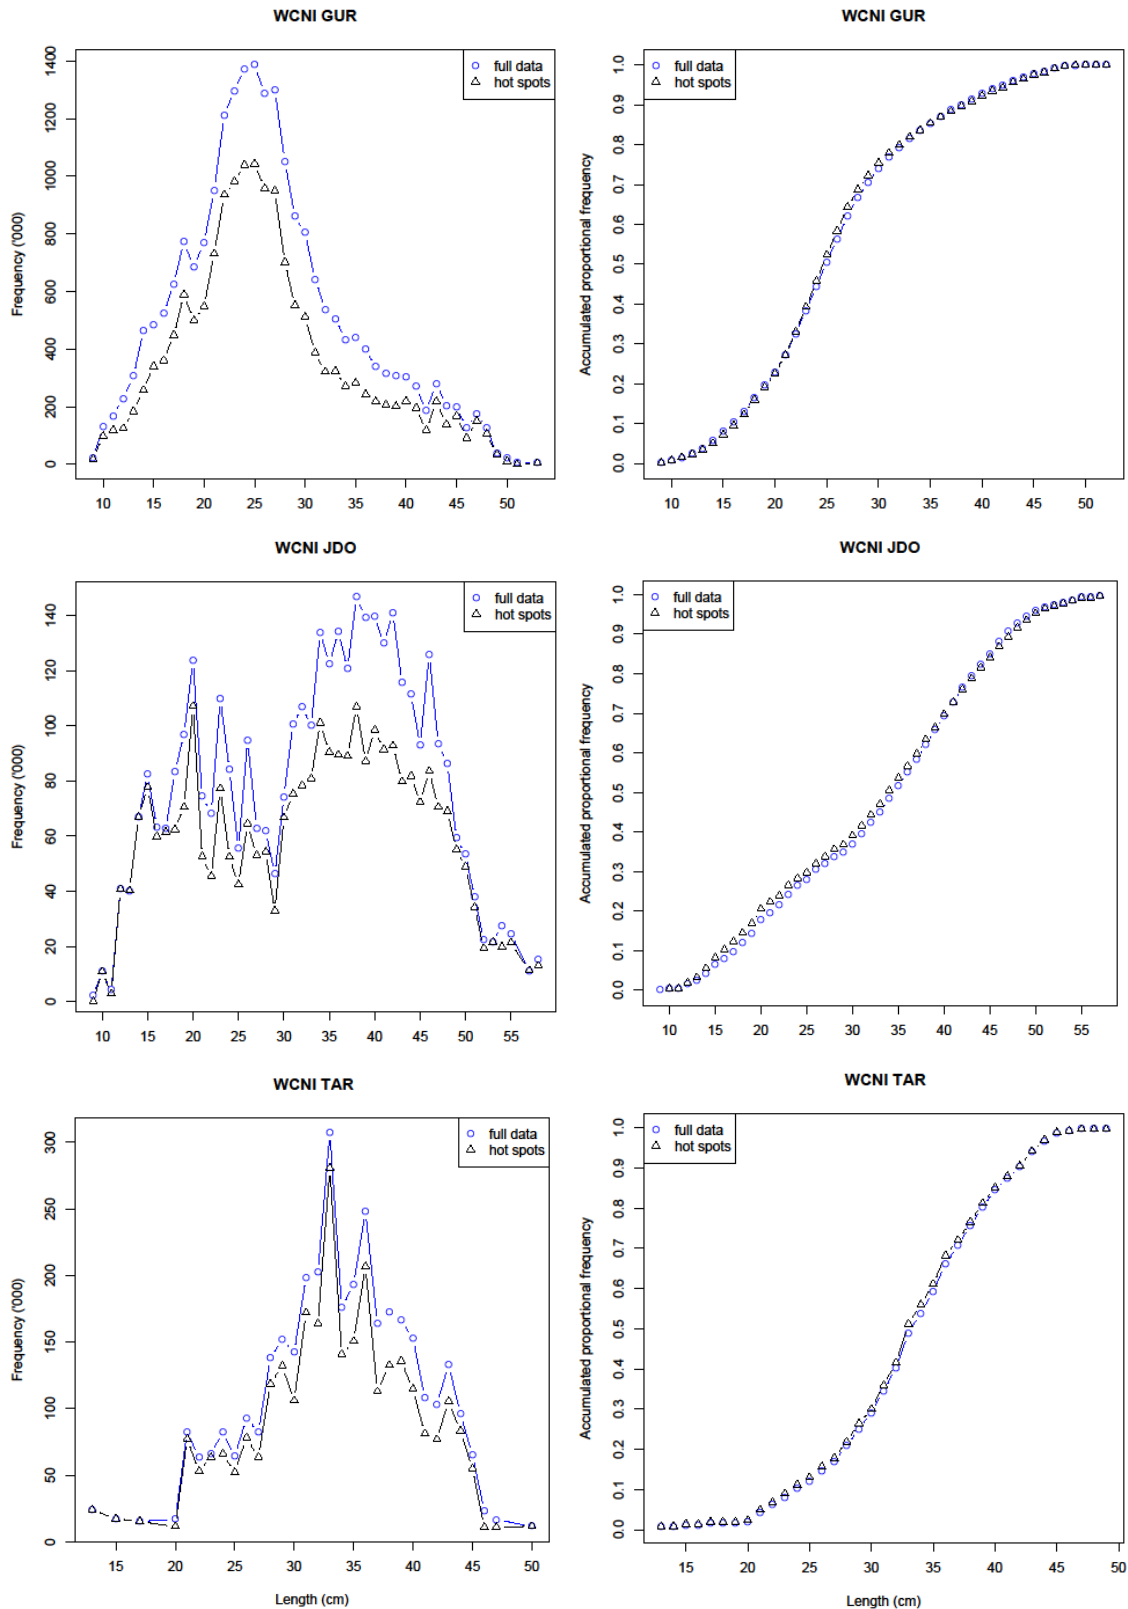 WCNI GUR
Frequency ('000)
1400
1200
1000
800
600
400
200
0
full data
hot spots
10 15 20 25 30 35 40 45 50
WCNI GUR
Accumulated proportional frequency
1.0
0.9
0.8
0.7
0.6
0.5
0.4
0.3
0.2
0.1
0.0
full data
hot spots
10 15 20 25 30 35 40 45 50
WCNI JDO
Frequency ('000)
140
120
100
80
60
40
20
0
full data
hot spots
10 15 20 25 30 35 40 45 50 55
WCNI JDO
Accumulated proportional frequency
1.0
0.9
0.8
0.7
0.6
0.5
0.4
0.3
0.2
0.1
0.0
full data
hot spots
10 15 20 25 30 35 40 45 50 55
WCNI TAR
Frequency ('000)
300
250
200
150
100
50
0
full data
hot spots
15 20 25 30 35 40 45 50
Length (cm)
WCNI TAR
Accumulated proportional frequency
1.0
0.9
0.8
0.7
0.6
0.5
0.4
0.3
0.2
0.1
0.0
full data
hot spots
15 20 25 30 35 40 45 50
Length (cm)